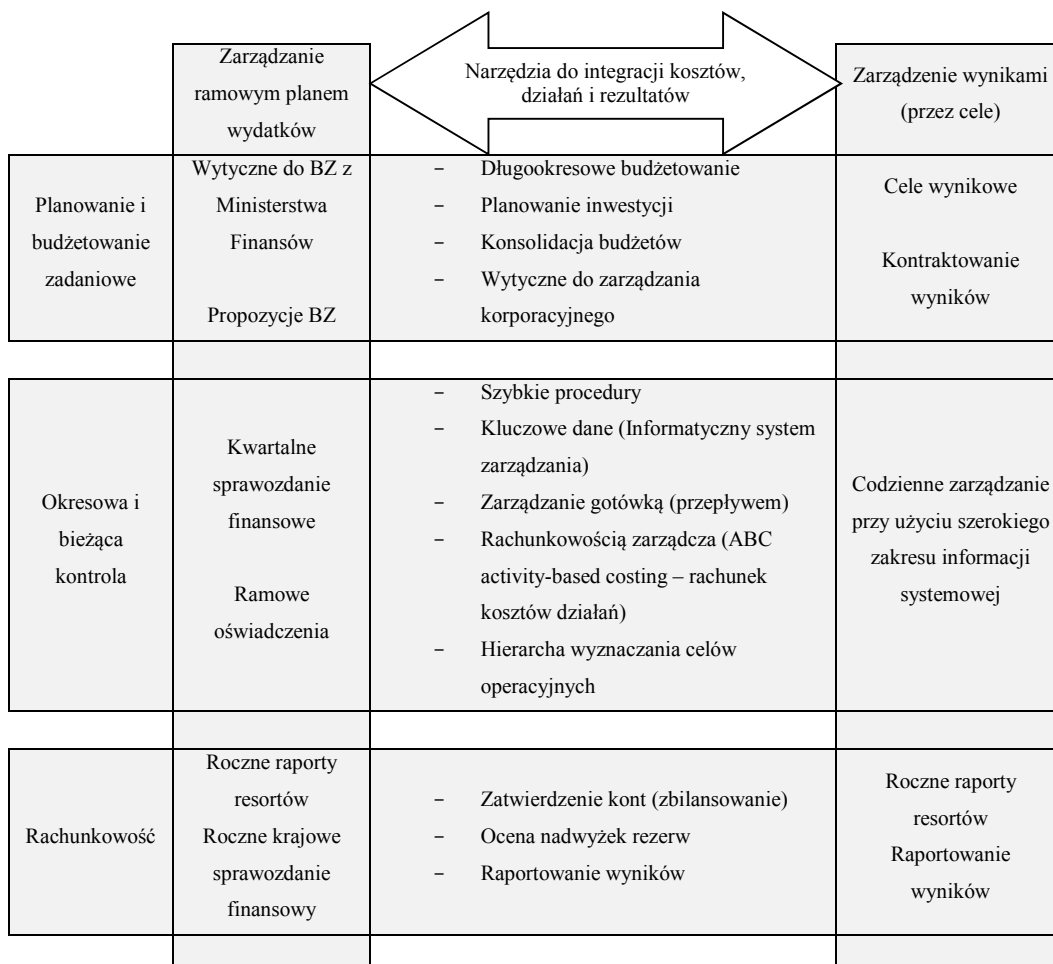 Zarządzanie
ramowym planem
wydatków
Narzędzia do integracji kosztów,
działań i rezultatów
Zarządzenie wynikami
(przez cele)
Planowanie i
budżetowanie
zadaniowe
Wytyczne do BZ z
Ministerstwa
Finansów
Propozycje BZ
- Długookresowe budżetowanie
- Planowanie inwestycji
- Konsolidacja budżetów
- Wytyczne do zarządzania
korporacyjnego
Cele wynikowe
Kontraktowanie
wyników
Okresowa i
bieżąca
kontrola
Kwartalne
sprawozdanie
finansowe
Ramowe
oświadczenia
- Szybkie procedury
- Kluczowe dane (Informatyczny system
zarządzania)
- Zarządzanie gotówką (przepływem)
- Rachunkowością zarządcza (ABC
activity-based costing – rachunek
kosztów działań)
- Hierarcha wyznaczania celów
operacyjnych
Codzienne zarządzanie
przy użyciu szerokiego
zakresu informacji
systemowej
Rachunkowość
Roczne raporty
resortów
Roczne krajowe
sprawozdanie
finansowy
- Zatwierdzenie kont (zbilansowanie)
- Ocena nadwyżek rezerw
- Raportowanie wyników
Roczne raporty
resortów
Raportowanie
wyników